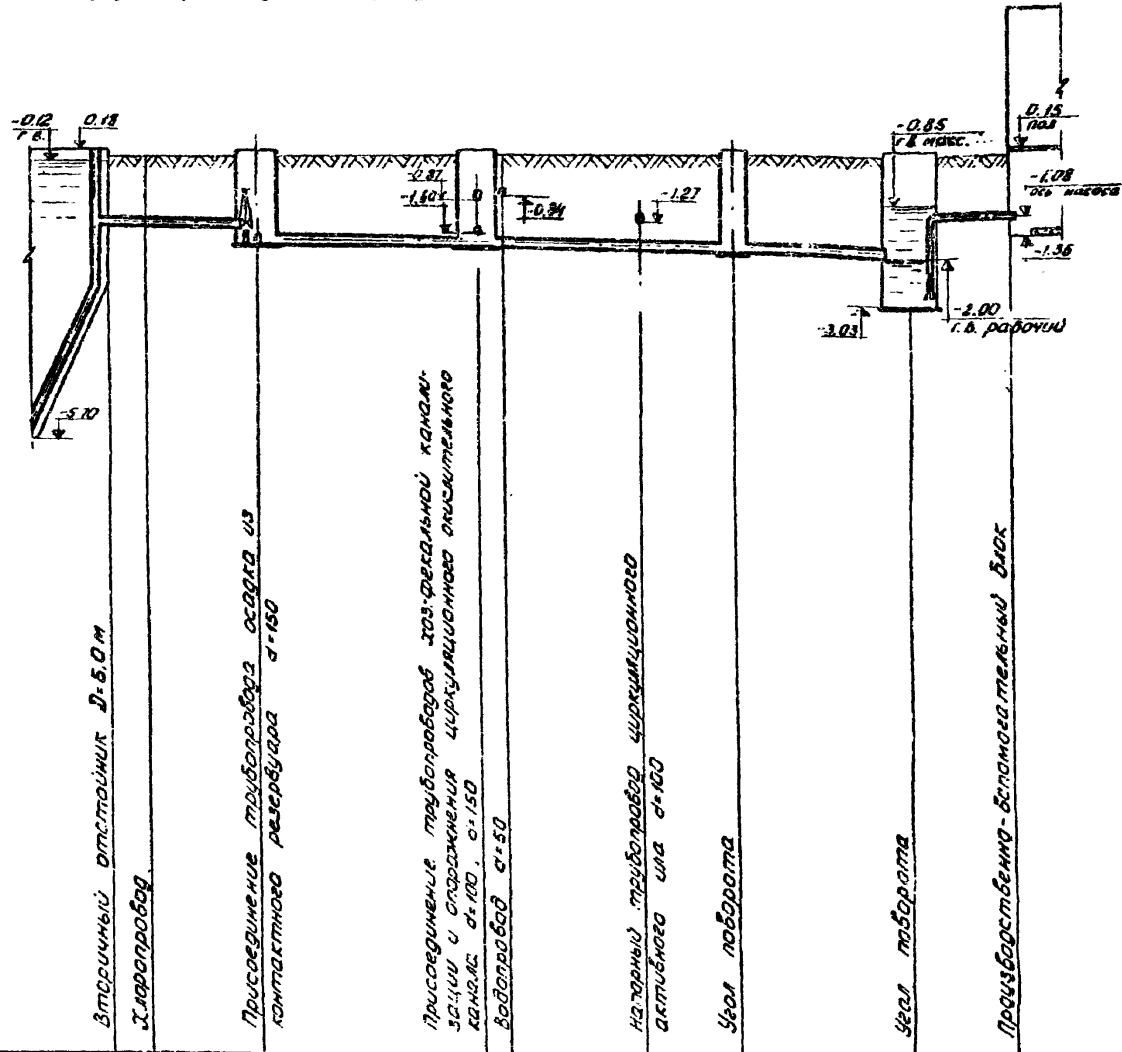 -0.12
г.в.
0.18
-0.87
-1.60
-0.94
-1.27
-0.85
г.в. макс.
0.15
пол
-1.08
ось насоса
-1.36
-2.00
г.в. рабочий
-3.03
-5.70
Вторичный отстойник D=5,0 м
Хлоропровод
Присоединение трубопровода осадка из
контактного резервуара d=150
Присоединение трубопроводов хоз-фекальной канали-
зации и опорожнения циркуляционного окислительного
канала d=100, d=150
Водопровод d=50
Напорный трубопровод циркуляционного
активного ила d=100
Угол поворота
Угол поворота
Производственно-вспомогательный блок